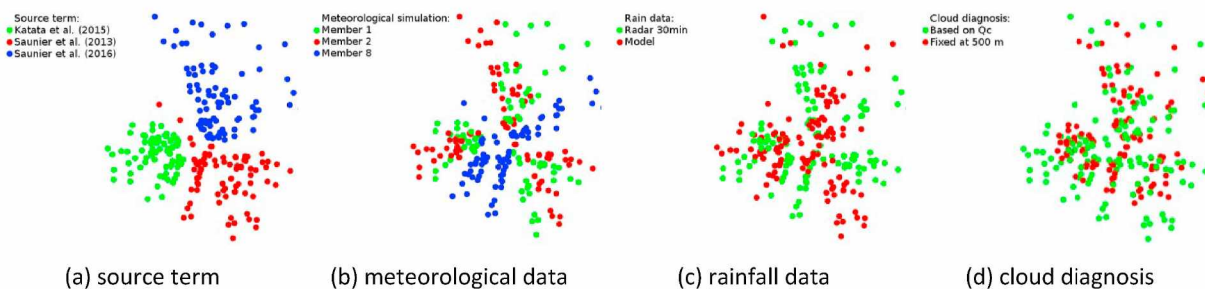 Source term:
Katata et al. (2015)
Saunier et al. (2013)
Saunier et al. (2016)
Meteorological simulation:
Member 1
Member 2
Member 8
Rain data:
Radar 30min
Model
Cloud diagnosis:
Based on Qc
Fixed at 500 m
(a) source term
(b) meteorological data
(c) rainfall data
(d) cloud diagnosis